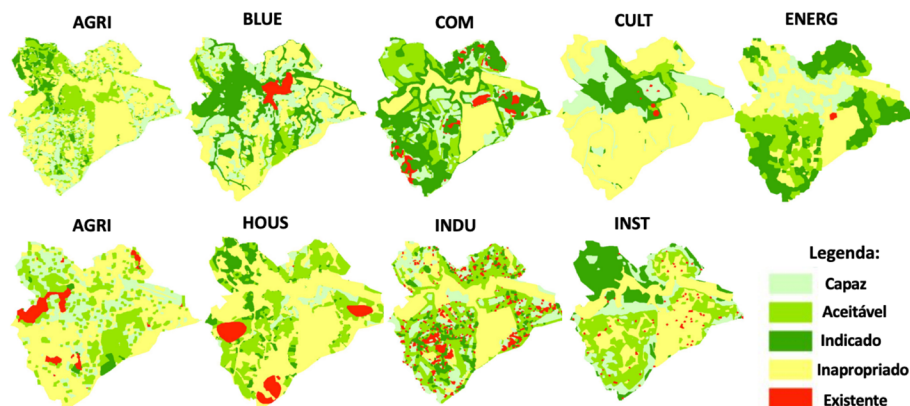 AGRI
BLUE
COM
CULT
ENERG
AGRI
HOUS
INDU
INST
Legenda:
Capaz
Aceitável
Indicado
Inapropriado
Existente